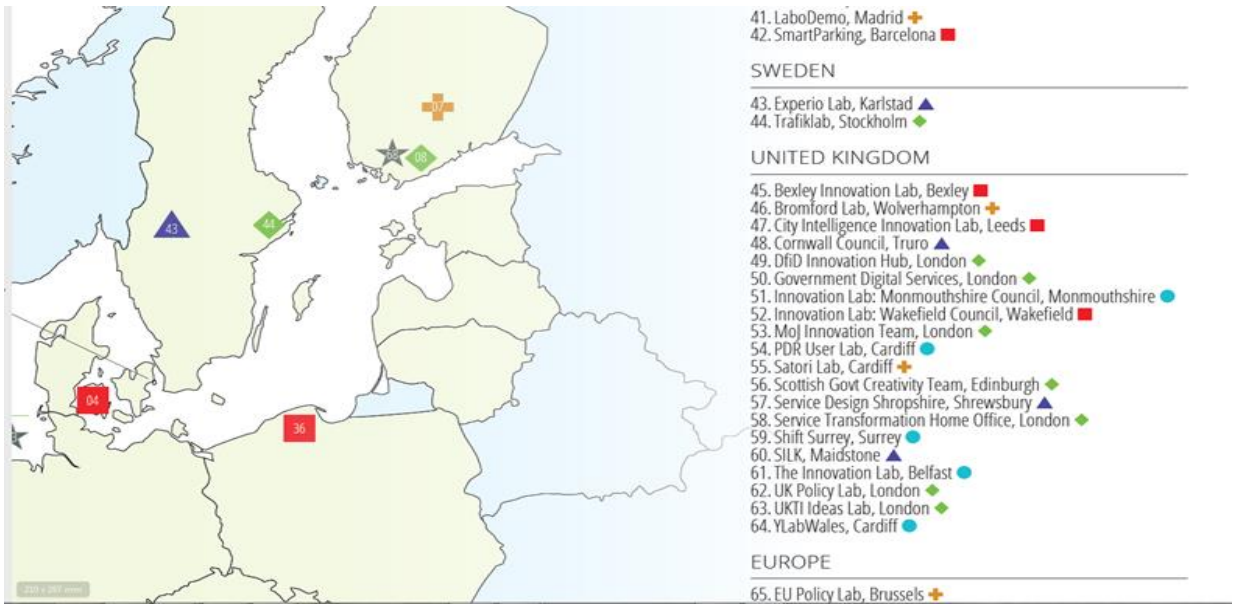 07
08
43
44
04
36
210 x 297 mm
41. LaboDemo, Madrid
42. SmartParking, Barcelona
SWEDEN
43. Experio Lab, Karlstad
44. Trafiklab, Stockholm
UNITED KINGDOM
45. Bexley Innovation Lab, Bexley
46. Bromford Lab, Wolverhampton
47. City Intelligence Innovation Lab, Leeds
48. Cornwall Council, Truro
49. DfiD Innovation Hub, London
50. Government Digital Services, London
51. Innovation Lab: Monmouthshire Council, Monmouthshire
52. Innovation Lab: Wakefield Council, Wakefield
53. MoJ Innovation Team, London
54. PDR User Lab, Cardiff
55. Satori Lab, Cardiff
56. Scottish Govt Creativity Team, Edinburgh
57. Service Design Shropshire, Shrewsbury
58. Service Transformation Home Office, London
59. Shift Surrey, Surrey
60. SILK, Maidstone
61. The Innovation Lab, Belfast
62. UK Policy Lab, London
63. UKTI Ideas Lab, London
64. YLabWales, Cardiff
EUROPE
65. EU Policy Lab, Brussels